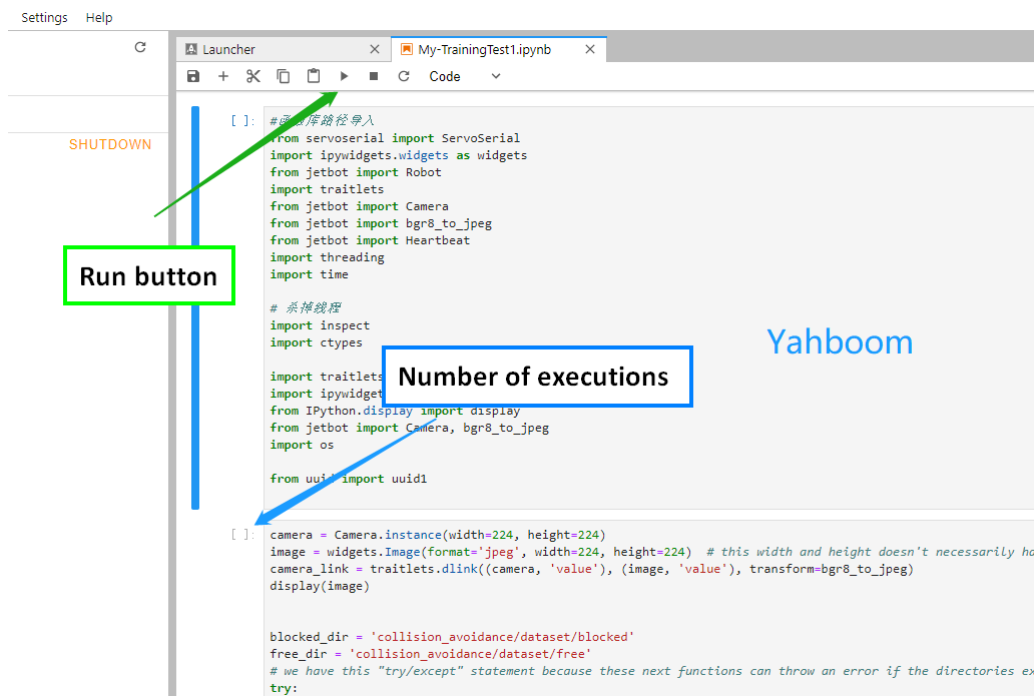 Settings Help
Launcher
My-TrainingTest1.ipynb
Code
SHUTDOWN
Run button
Number of executions
Yahboom
[ ]:
#函 库路径导入
from servoserial import ServoSerial
import ipywidgets.widgets as widgets
from jetbot import Robot
import traitlets
from jetbot import Camera
from jetbot import bgr8_to_jpeg
from jetbot import Heartbeat
import threading
import time
# 杀掉线程
import inspect
import ctypes
import traitlets
import ipywidget
from IPython.display import display
from jetbot import Camera, bgr8_to_jpeg
import os
from uuid import uuid1
[ ]:
camera = Camera.instance(width=224, height=224)
image = widgets.Image(format='jpeg', width=224, height=224)  # this width and height doesn't necessarily ha
camera_link = traitlets.dlink((camera, 'value'), (image, 'value'), transform=bgr8_to_jpeg)
display(image)
blocked_dir = 'collision_avoidance/dataset/blocked'
free_dir = 'collision_avoidance/dataset/free'
# we have this "try/except" statement because these next functions can throw an error if the directories ex
try: